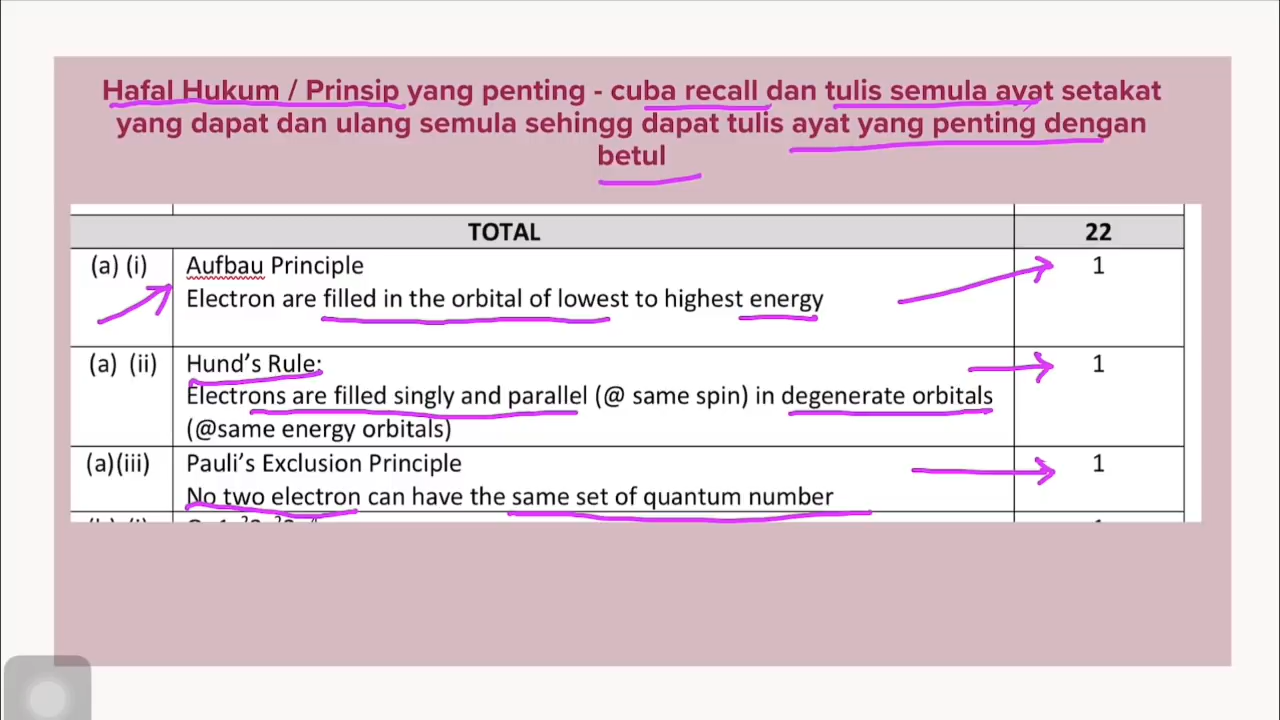 Hafal Hukum / Prinsip yang penting - cuba recall dan tulis semula ayat setakat
yang dapat dan ulang semula sehingg dapat tulis ayat yang penting dengan
betul
TOTAL 22
(a) (i) Aufbau Principle 1
Electron are filled in the orbital of lowest to highest energy
(a) (ii) Hund’s Rule: 1
Electrons are filled singly and parallel (@ same spin) in degenerate orbitals
(@same energy orbitals)
(a)(iii) Pauli’s Exclusion Principle 1
No two electron can have the same set of quantum number